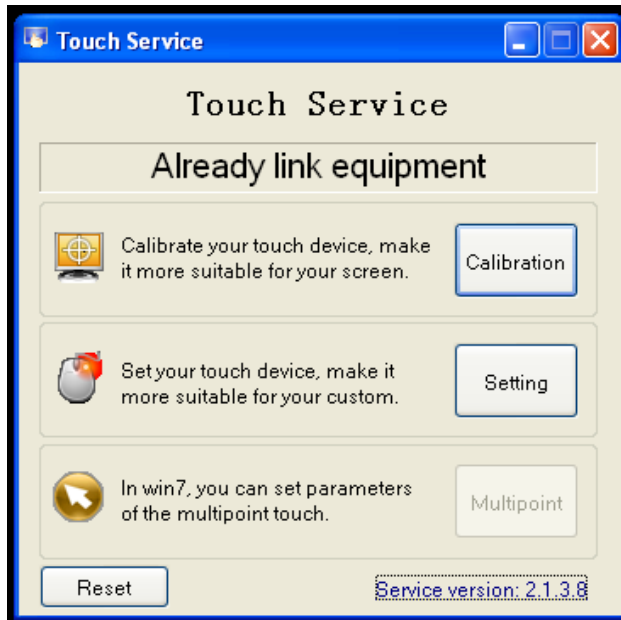 Touch Service
Touch Service
Already link equipment
Calibrate your touch device, make
it more suitable for your screen.
Calibration
Set your touch device, make it
more suitable for your custom.
Setting
In win7, you can set parameters
of the multipoint touch.
Multipoint
Reset
Service version: 2.1.3.8